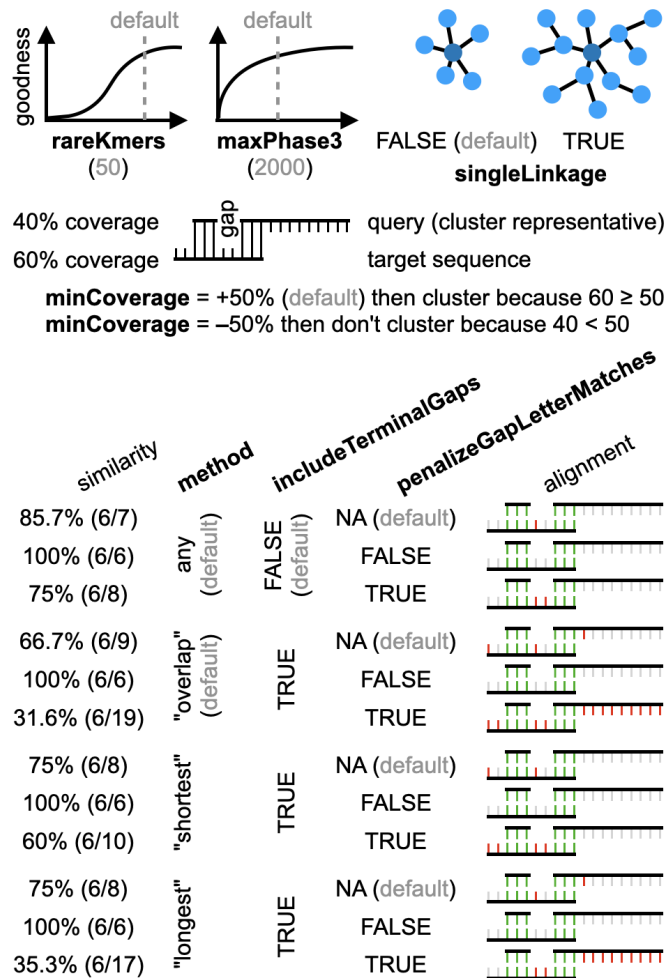 default
default
goodness
rareKmers
(50)
maxPhase3
(2000)
FALSE (default)
TRUE
singleLinkage
40% coverage
gap
query (cluster representative)
60% coverage
target sequence
minCoverage = +50% (default) then cluster because 60 ≥ 50
minCoverage = –50% then don't cluster because 40 < 50
similarity
method
includeTerminalGaps
penalizeGapLetterMatches
alignment
85.7% (6/7)
any
(default)
FALSE
(default)
NA (default)
100% (6/6)
FALSE
75% (6/8)
TRUE
66.7% (6/9)
"overlap"
(default)
TRUE
NA (default)
100% (6/6)
FALSE
31.6% (6/19)
TRUE
75% (6/8)
"shortest"
TRUE
NA (default)
100% (6/6)
FALSE
60% (6/10)
TRUE
75% (6/8)
"longest"
TRUE
NA (default)
100% (6/6)
FALSE
35.3% (6/17)
TRUE